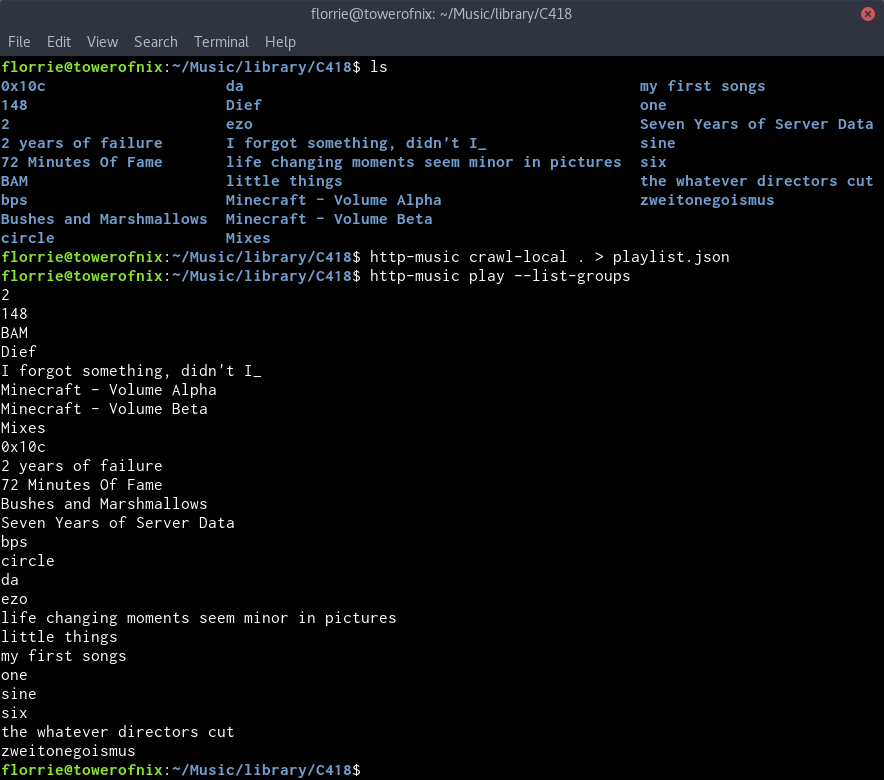 florrie@towerofnix: ~/Music/library/C418
File Edit View Search Terminal Help
florrie@towerofnix:~/Music/library/C418$ ls
0x10c da my first songs
148 Dief one
2 ezo Seven Years of Server Data
2 years of failure I forgot something, didn't I_ sine
72 Minutes Of Fame life changing moments seem minor in pictures six
BAM little things the whatever directors cut
bps Minecraft - Volume Alpha zweitonegoismus
Bushes and Marshmallows Minecraft - Volume Beta
circle Mixes
florrie@towerofnix:~/Music/library/C418$ http-music crawl-local . > playlist.json
florrie@towerofnix:~/Music/library/C418$ http-music play --list-groups
2
148
BAM
Dief
I forgot something, didn't I_
Minecraft - Volume Alpha
Minecraft - Volume Beta
Mixes
0x10c
2 years of failure
72 Minutes Of Fame
Bushes and Marshmallows
Seven Years of Server Data
bps
circle
da
ezo
life changing moments seem minor in pictures
little things
my first songs
one
sine
six
the whatever directors cut
zweitonegoismus
florrie@towerofnix:~/Music/library/C418$